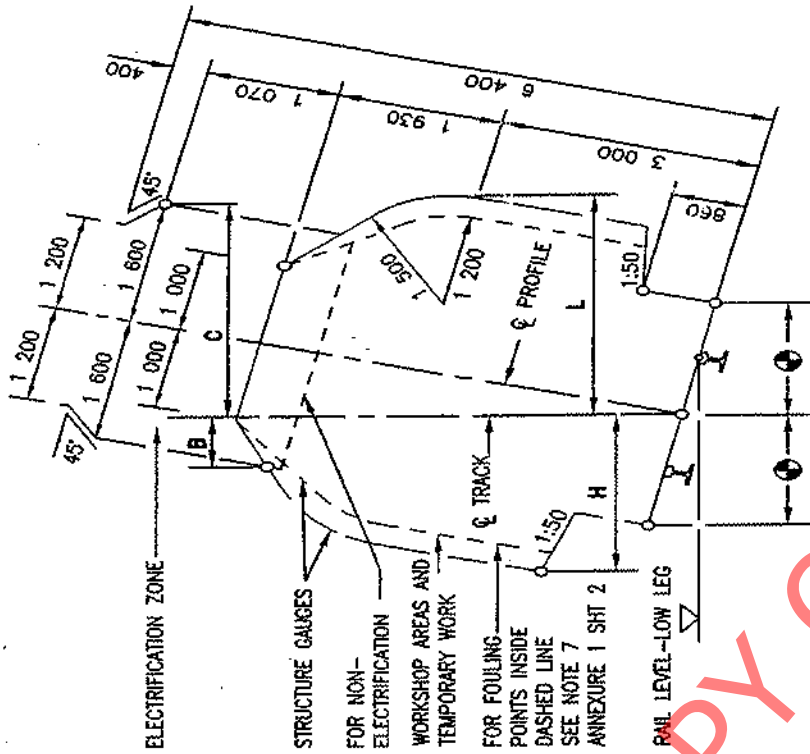 400
1 070
1 930
3 000
6 400
860
45°
45°
1 200
1 200
1 600
1 600
1 000
1 000
C
B
1 500
1 200
℄ PROFILE
L
1:50
ELECTRIFICATION ZONE
STRUCTURE GAUGES
FOR NON-
ELECTRIFICATION
WORKSHOP AREAS AND
TEMPORARY WORK
℄ TRACK
FOR FOULING
POINTS INSIDE
DASHED LINE
SEE NOTE 7
ANNEXURE 1 SHT 2
1:50
H
RAIL LEVEL-LOW LEG
PY